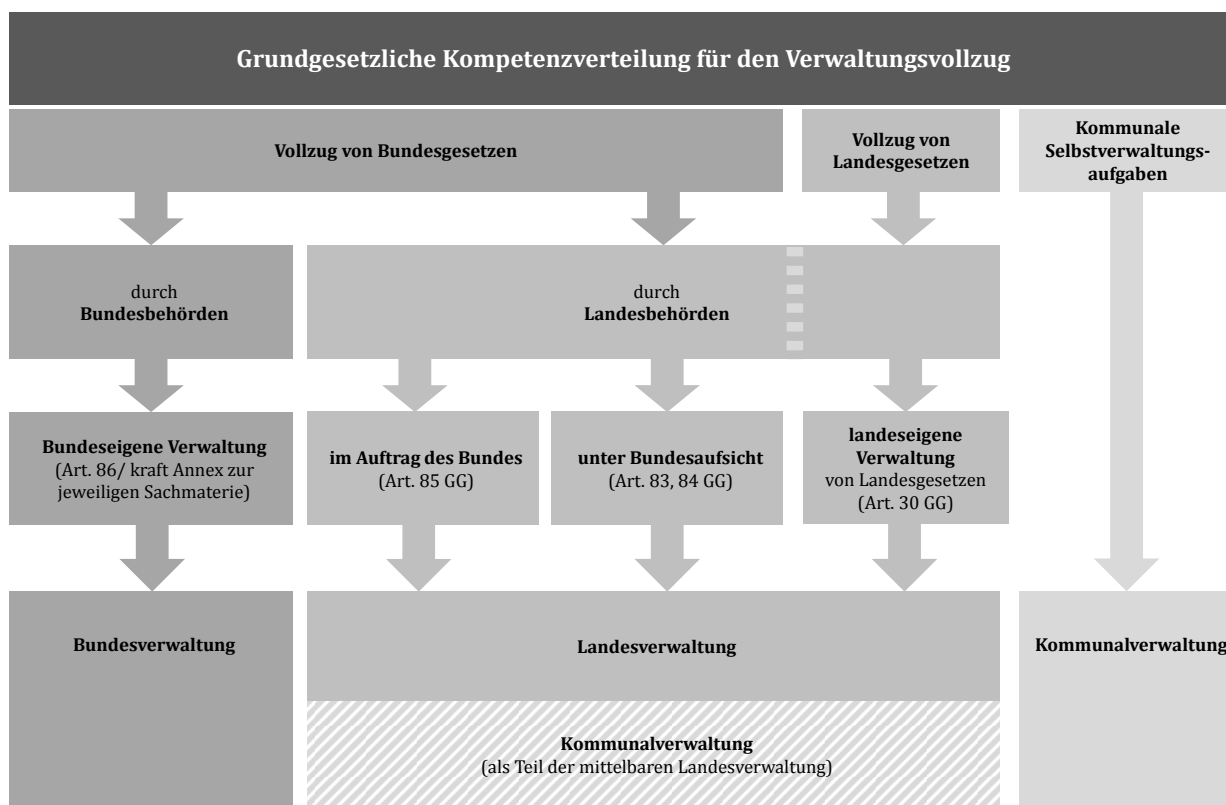 Grundgesetzliche Kompetenzverteilung für den Verwaltungsvollzug
Vollzug von Bundesgesetzen
Vollzug von
Landesgesetzen
Kommunale
Selbstverwaltungs-
aufgaben
durch
Bundesbehörden
durch
Landesbehörden
Bundeseigene Verwaltung
(Art. 86/ kraft Annex zur
jeweiligen Sachmaterie)
im Auftrag des Bundes
(Art. 85 GG)
unter Bundesaufsicht
(Art. 83, 84 GG)
landeseigene
Verwaltung
von Landesgesetzen
(Art. 30 GG)
Bundesverwaltung
Landesverwaltung
Kommunalverwaltung
Kommunalverwaltung
(als Teil der mittelbaren Landesverwaltung)